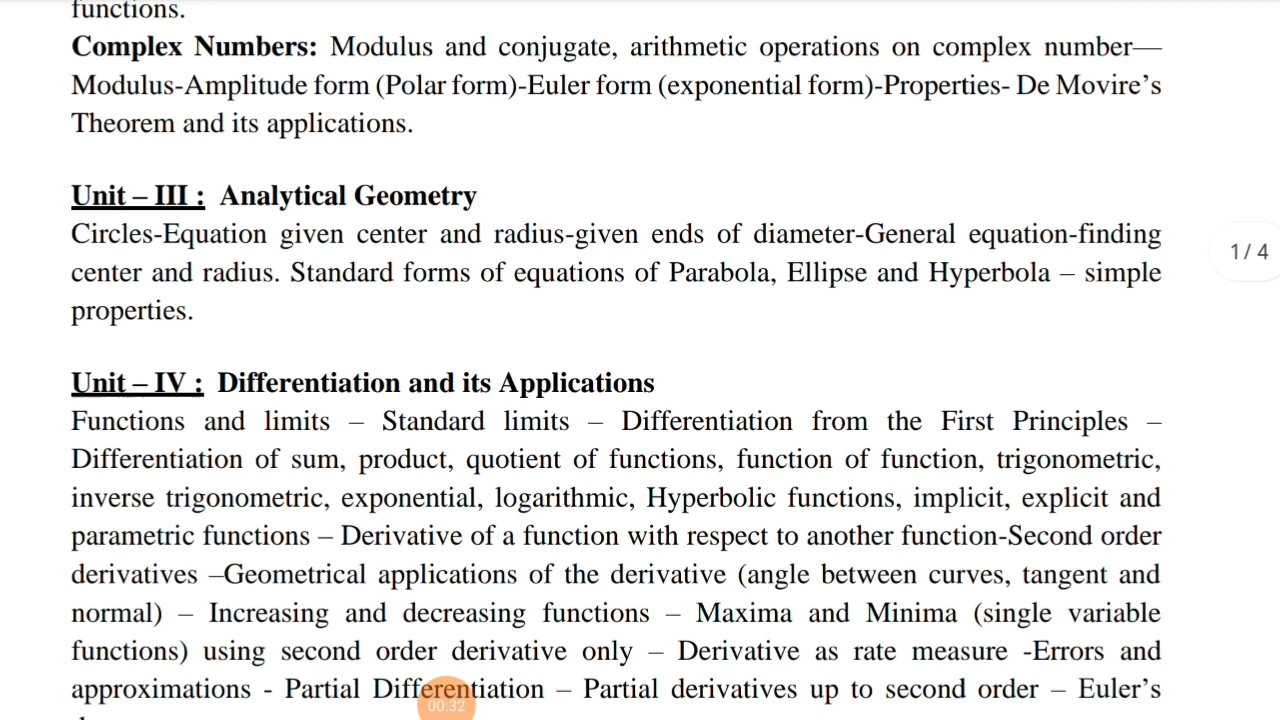 functions.
Complex Numbers: Modulus and conjugate, arithmetic operations on complex number—
Modulus-Amplitude form (Polar form)-Euler form (exponential form)-Properties- De Movire’s
Theorem and its applications.
Unit – III : Analytical Geometry
Circles-Equation given center and radius-given ends of diameter-General equation-finding
center and radius. Standard forms of equations of Parabola, Ellipse and Hyperbola – simple
properties.
1/ 4
Unit – IV : Differentiation and its Applications
Functions and limits – Standard limits – Differentiation from the First Principles –
Differentiation of sum, product, quotient of functions, function of function, trigonometric,
inverse trigonometric, exponential, logarithmic, Hyperbolic functions, implicit, explicit and
parametric functions – Derivative of a function with respect to another function-Second order
derivatives –Geometrical applications of the derivative (angle between curves, tangent and
normal) – Increasing and decreasing functions – Maxima and Minima (single variable
functions) using second order derivative only – Derivative as rate measure -Errors and
approximations - Partial Differentiation – Partial derivatives up to second order – Euler’s
00:32